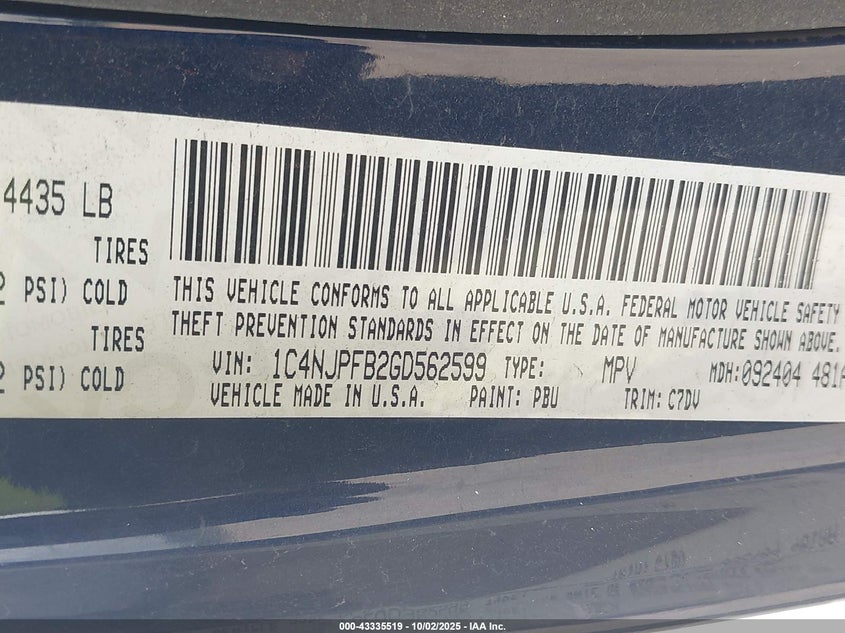 4435 LB
TIRES
PSI) COLD
TIRES
PSI) COLD
THIS VEHICLE CONFORMS TO ALL APPLICABLE U.S.A. FEDERAL MOTOR VEHICLE SAFETY
THEFT PREVENTION STANDARDS IN EFFECT ON THE DATE OF MANUFACTURE SHOWN ABOVE.
VIN: 1C4NJPFB2GD562599 TYPE: MPV MDH:092404 481A
VEHICLE MADE IN U.S.A. PAINT: PBU TRIM: C7DV
000-43335519 - 10/02/2025 - IAA Inc.